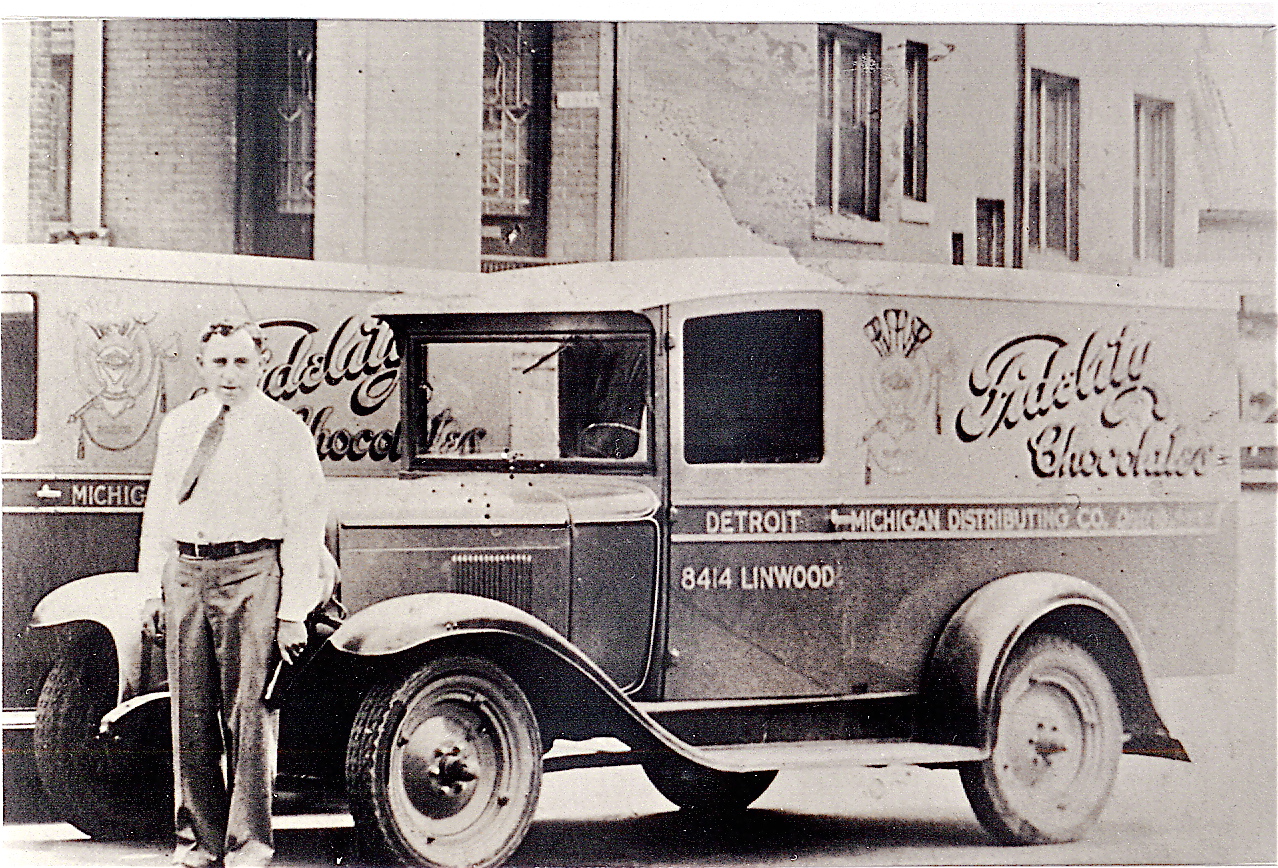 Fidelity
Chocolates
MICHIG
Fidelity
Chocolates
DETROIT MICHIGAN DISTRIBUTING CO.
8414 LINWOOD